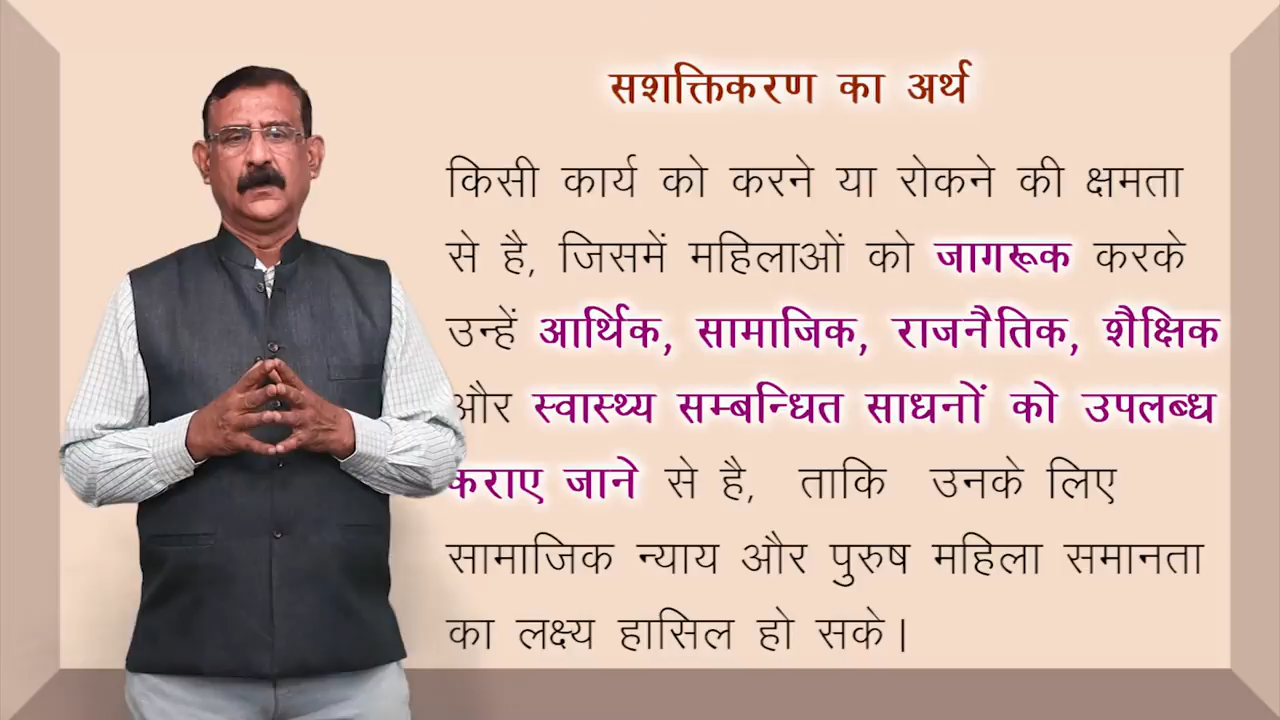 सशक्तिकरण का अर्थ
किसी कार्य को करने या रोकने की क्षमता
से है, जिसमें महिलाओं को जागरूक करके
उन्हें आर्थिक, सामाजिक, राजनैतिक, शैक्षिक
और स्वास्थ्य सम्बन्धित साधनों को उपलब्ध
कराए जाने से है, ताकि उनके लिए
सामाजिक न्याय और पुरुष महिला समानता
का लक्ष्य हासिल हो सके।